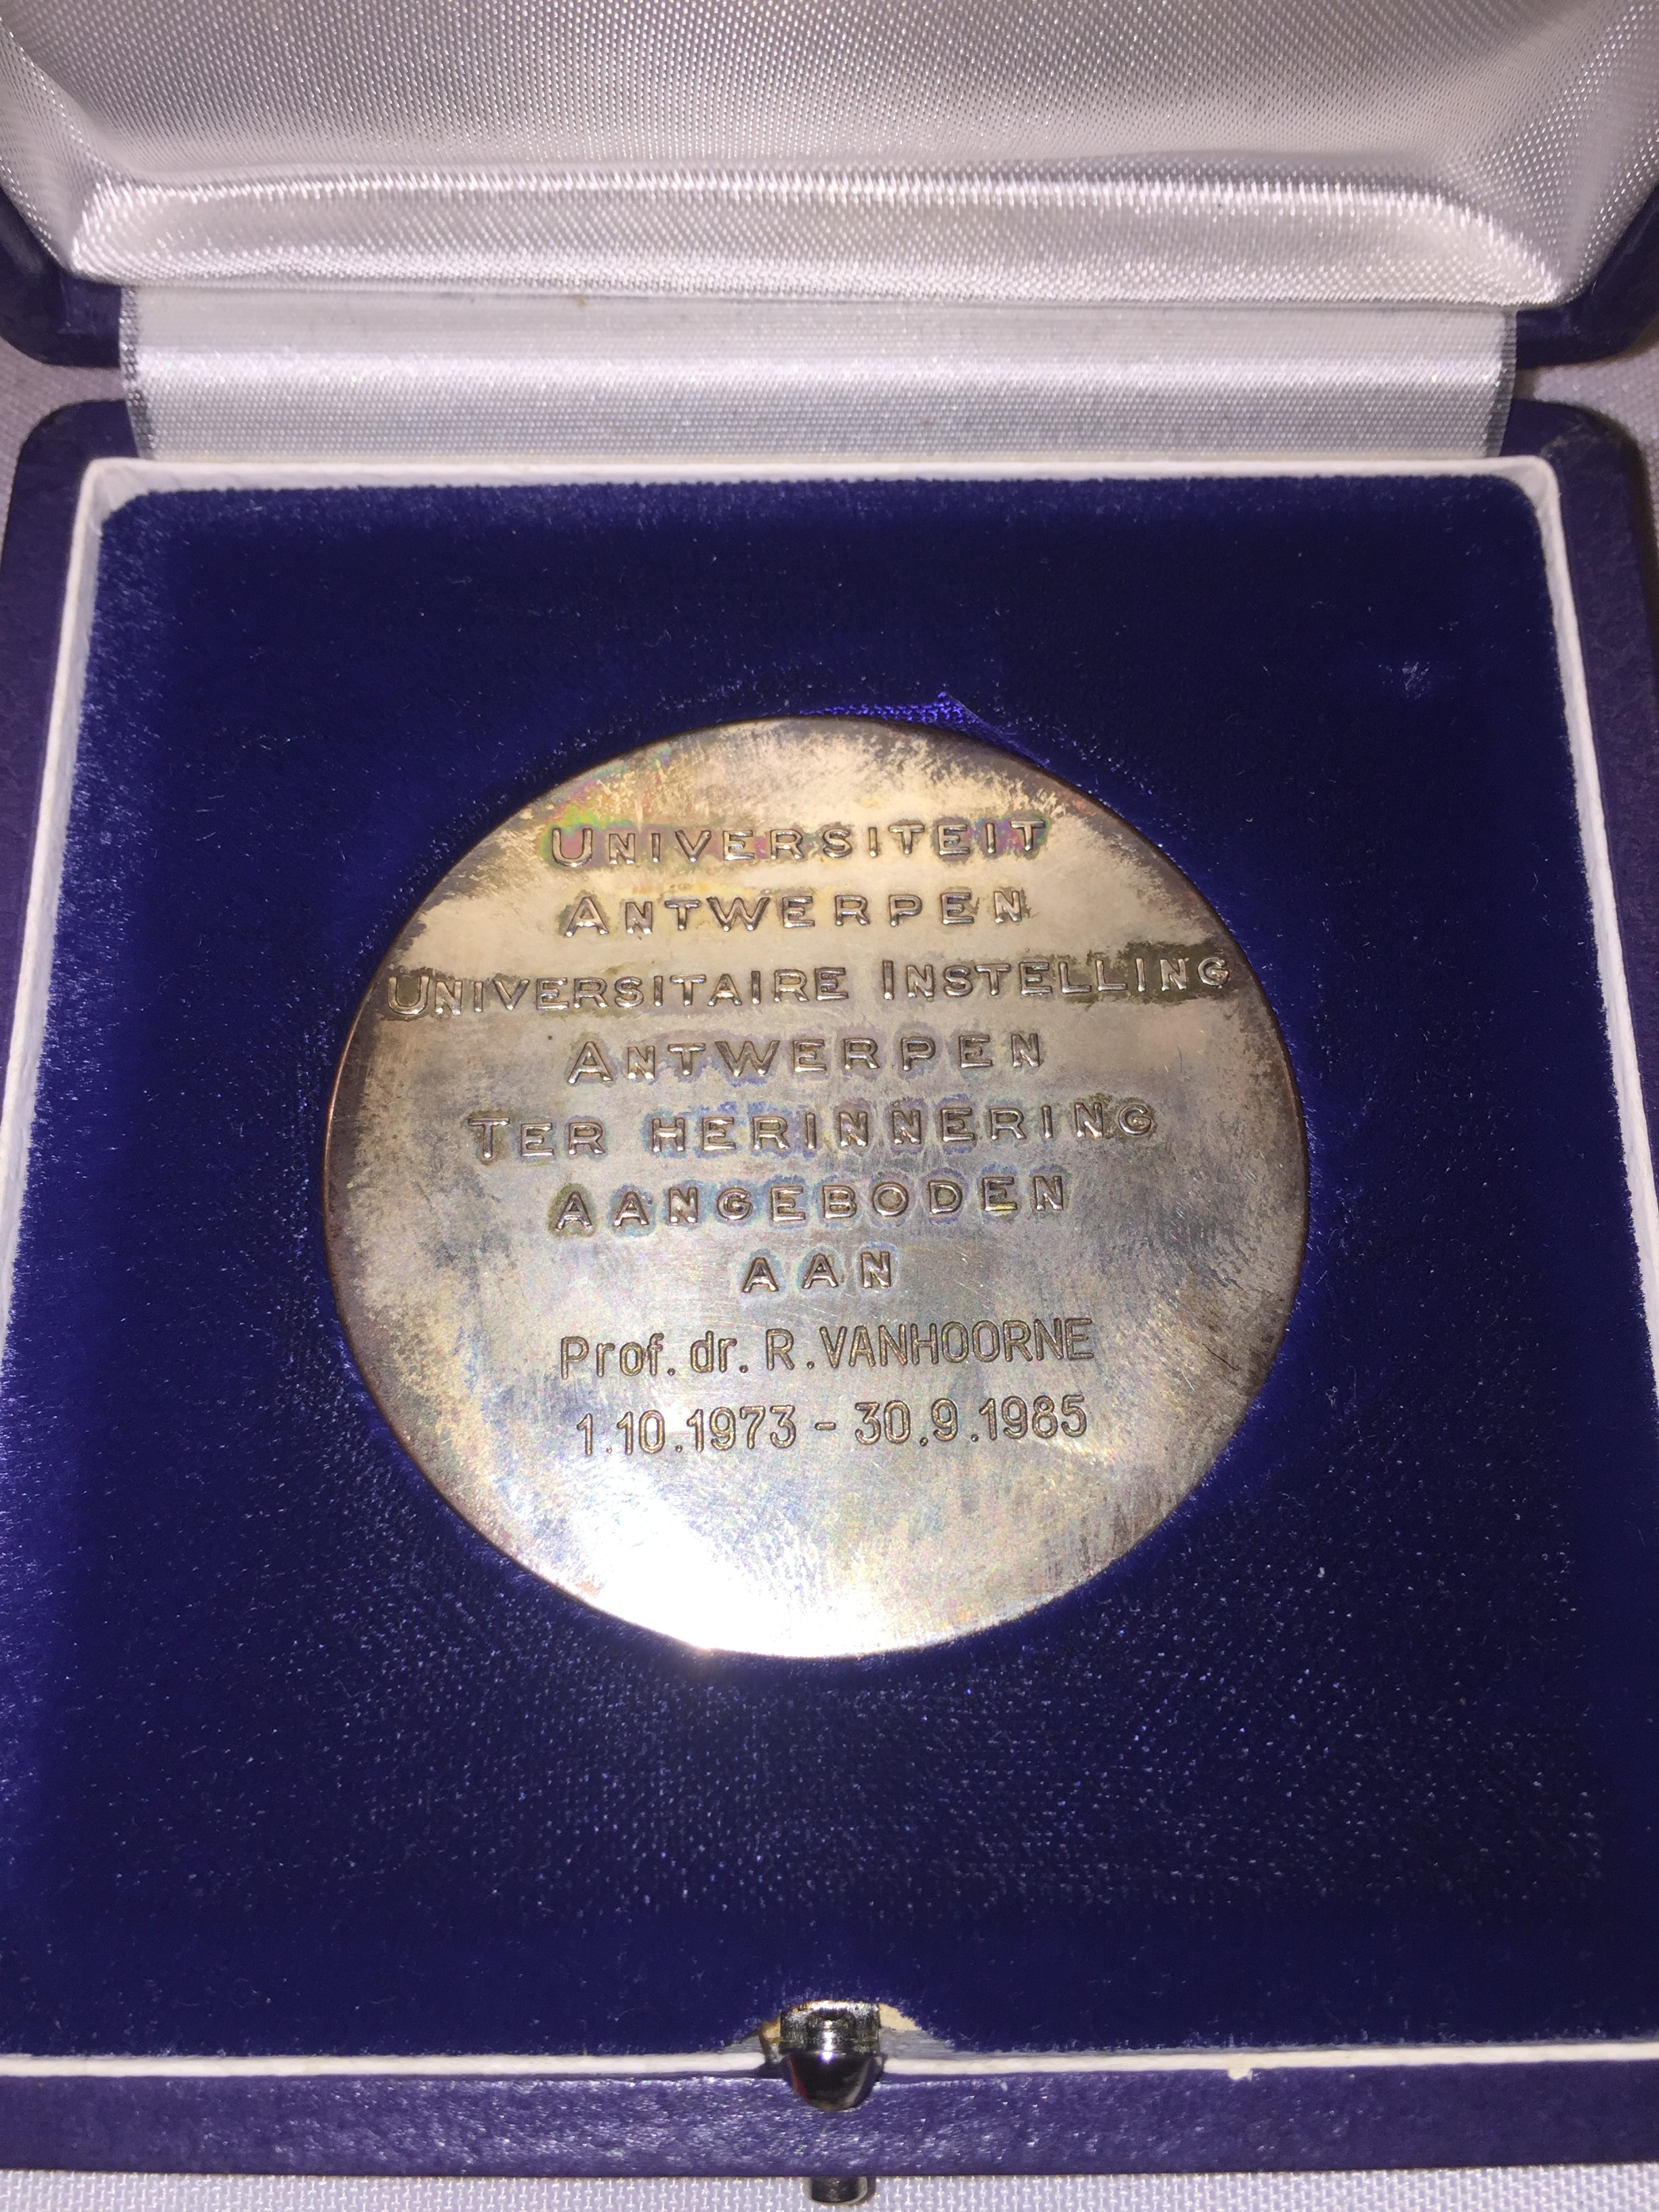 UNIVERSITEIT
ANTWERPEN
UNIVERSITAIRE INSTELLING
ANTWERPEN
TER HERINNERING
AANGEBODEN
AAN
Prof. dr. R. VANHOORNE
1.10.1973 - 30.9.1985